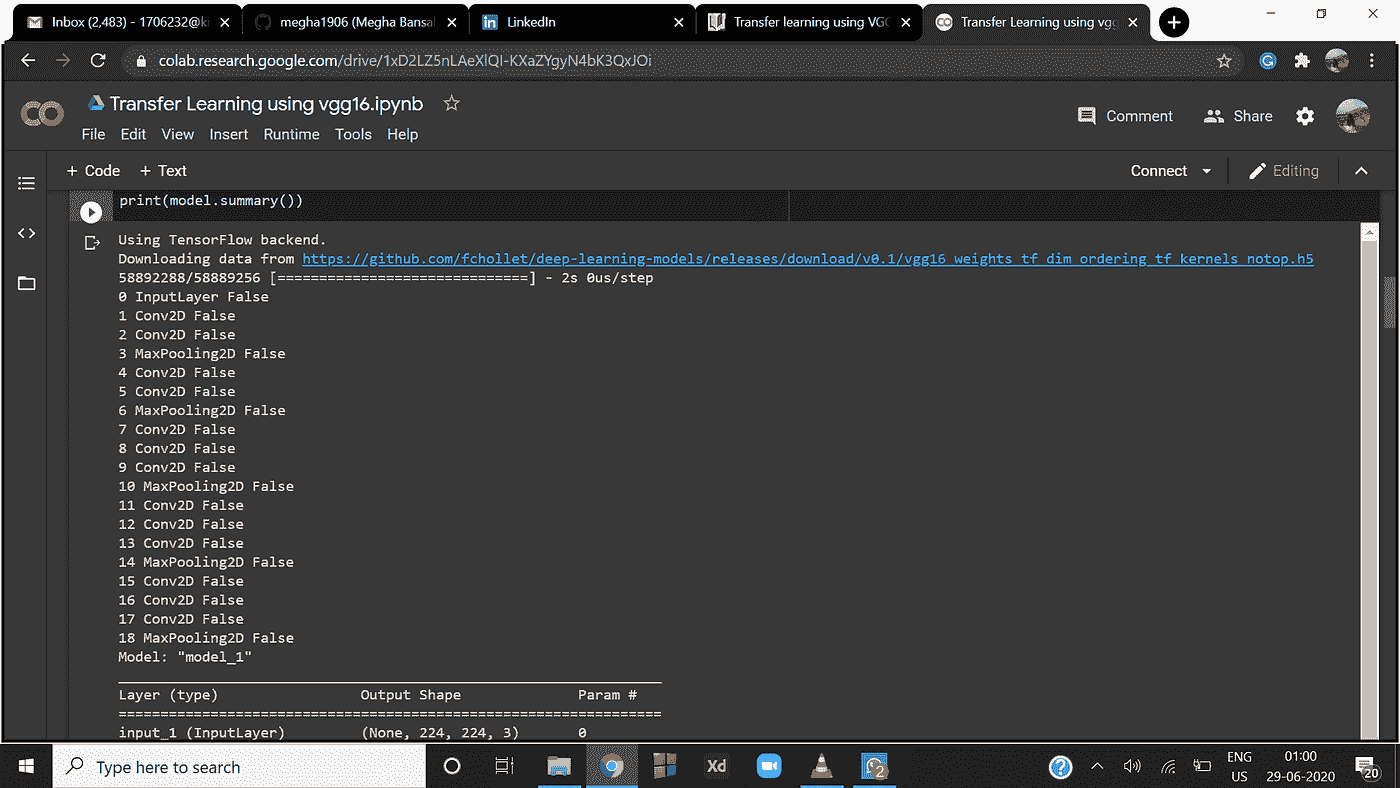 Inbox (2,483) - 1706232@ki
megha1906 (Megha Bansal
LinkedIn
Transfer learning using VGG
Transfer Learning using vgg
colab.research.google.com/drive/1xD2LZ5nLAeXlQI-KXaZYgyN4bK3QxJOi
Transfer Learning using vgg16.ipynb
File Edit View Insert Runtime Tools Help
Comment Share
+ Code + Text
Connect Editing
print(model.summary())
Using TensorFlow backend.
Downloading data from https://github.com/fchollet/deep-learning-models/releases/download/v0.1/vgg16_weights_tf_dim_ordering_tf_kernels_notop.h5
58892288/58889256 [==============================] - 2s 0us/step
0 InputLayer False
1 Conv2D False
2 Conv2D False
3 MaxPooling2D False
4 Conv2D False
5 Conv2D False
6 MaxPooling2D False
7 Conv2D False
8 Conv2D False
9 Conv2D False
10 MaxPooling2D False
11 Conv2D False
12 Conv2D False
13 Conv2D False
14 MaxPooling2D False
15 Conv2D False
16 Conv2D False
17 Conv2D False
18 MaxPooling2D False
Model: "model_1"
Layer (type) Output Shape Param #
=================================================================
input_1 (InputLayer) (None, 224, 224, 3) 0
Type here to search
Xd
2
ENG
US
01:00
29-06-2020
20